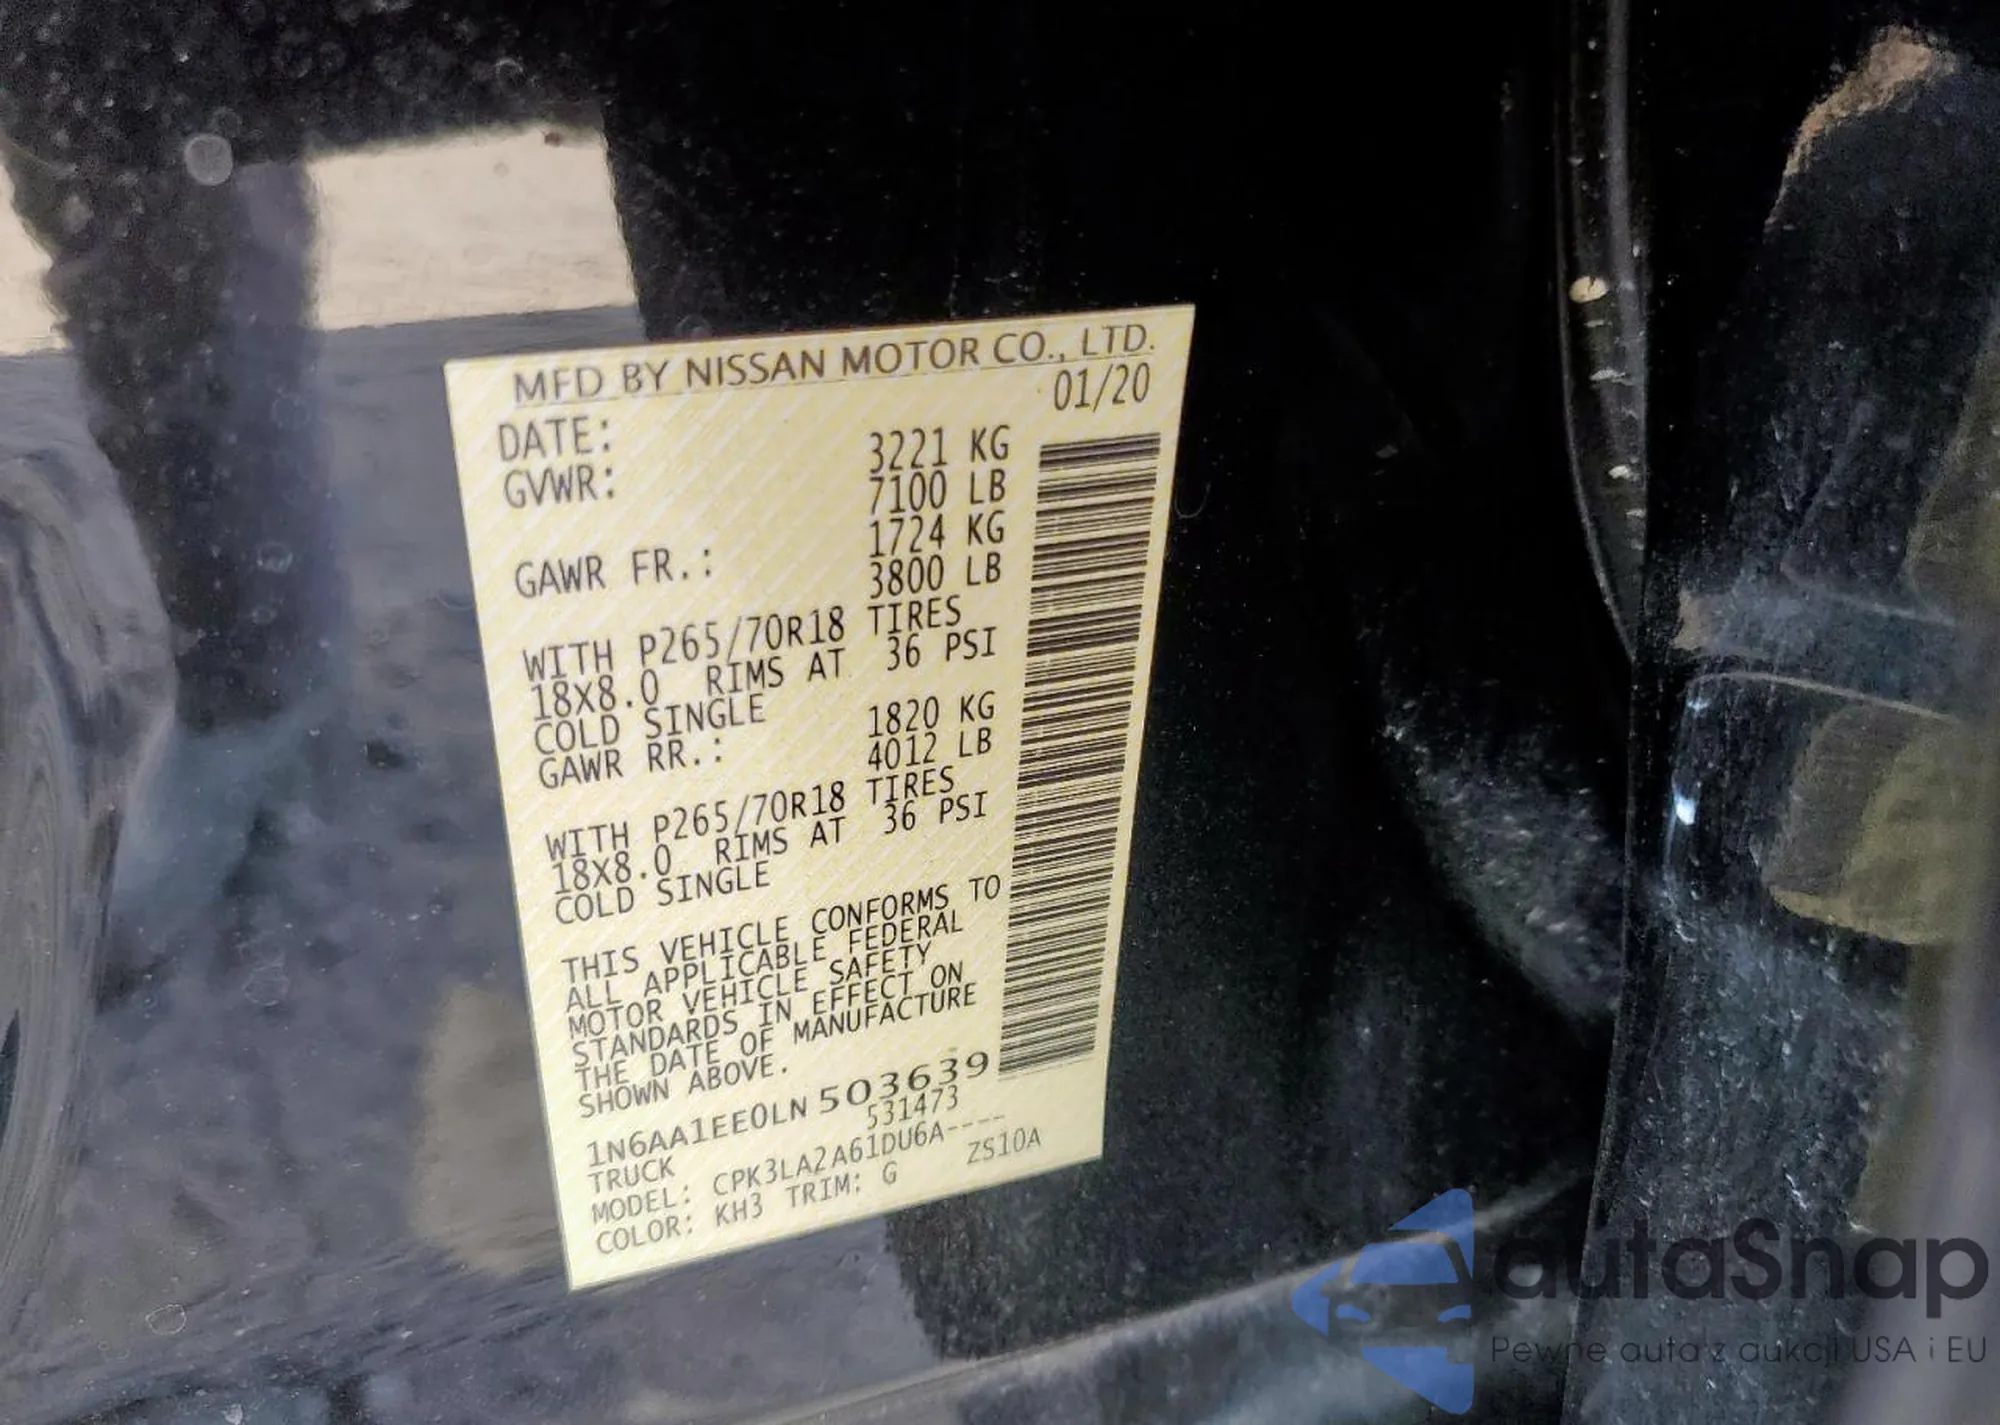 MFD BY NISSAN MOTOR CO., LTD.
DATE: 01/20
GVWR: 3221 KG
7100 LB
GAWR FR.: 1724 KG
3800 LB
WITH P265/70R18 TIRES
18X8.0 RIMS AT 36 PSI
COLD SINGLE
GAWR RR.: 1820 KG
4012 LB
WITH P265/70R18 TIRES
18X8.0 RIMS AT 36 PSI
COLD SINGLE
THIS VEHICLE CONFORMS TO
ALL APPLICABLE FEDERAL
MOTOR VEHICLE SAFETY
STANDARDS IN EFFECT ON
THE DATE OF MANUFACTURE
SHOWN ABOVE.
1N6AA1EE0LN 503639
TRUCK 531473
MODEL: CPK3LA2A61DU6A----
COLOR: KH3 TRIM: G ZS10A
autaSnap
Pewne auta z aukcji USA i EU